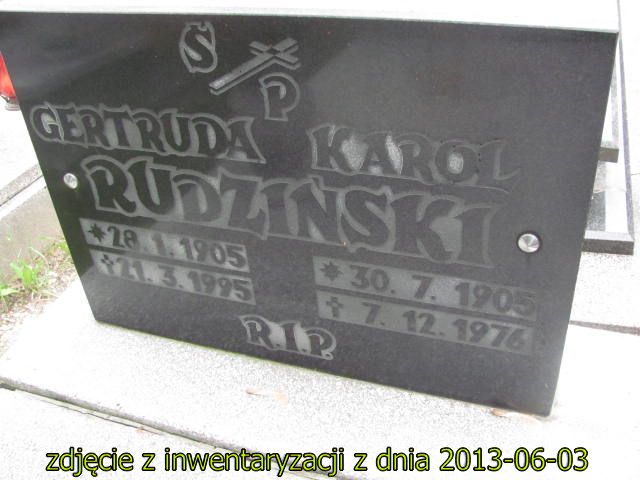 Ś P
GERTRUDA KAROL
RUDZIŃSKI
*28.1.1905
✝21.3.1995
*30.7.1905
✝7.12.1976
R.I.P.
zdjęcie z inwentaryzacji z dnia 2013-06-03